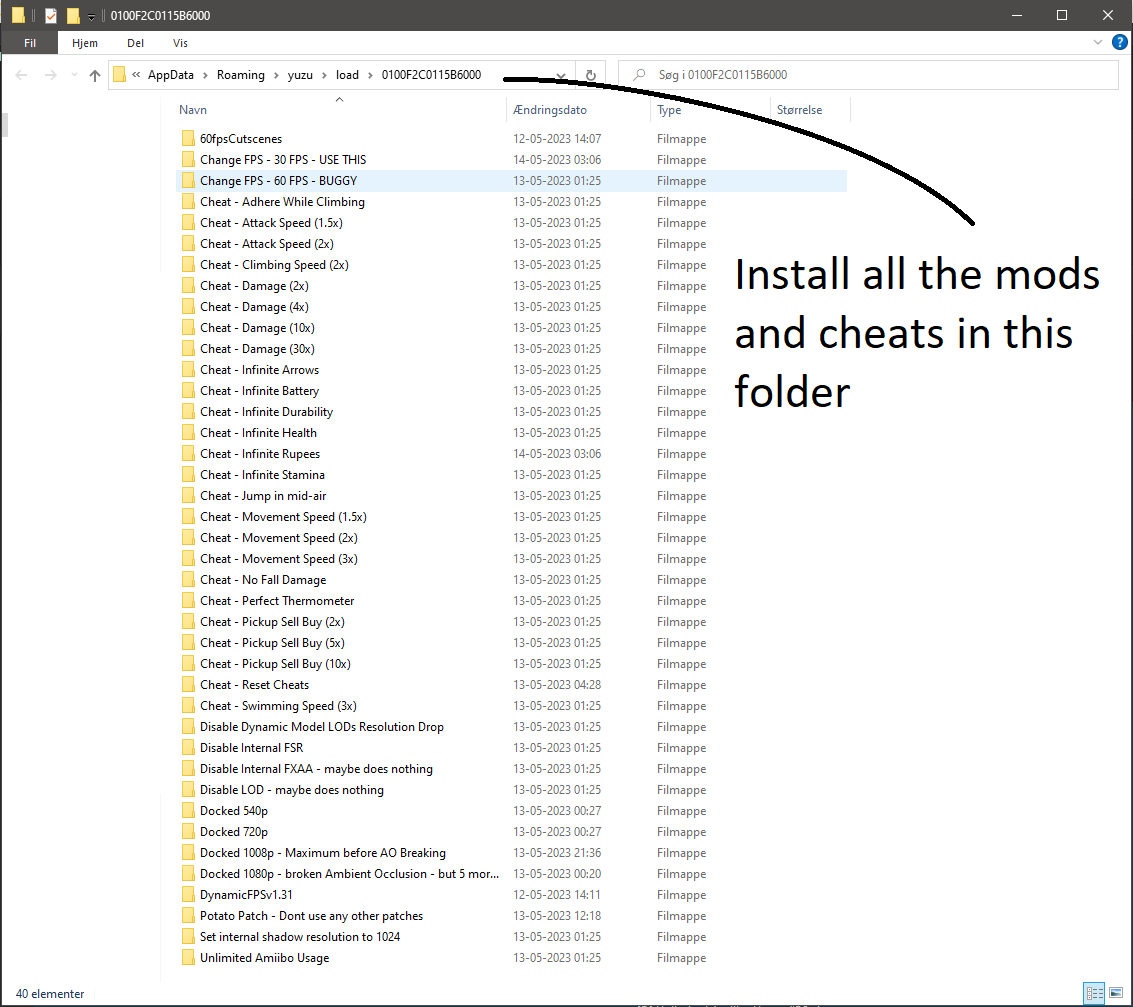 0100F2C0115B6000
Fil Hjem Del Vis
« AppData > Roaming > yuzu > load > 0100F2C0115B6000 Søg i 0100F2C0115B6000
Navn Ændringsdato Type Størrelse
60fpsCutscenes 12-05-2023 14:07 Filmappe
Change FPS - 30 FPS - USE THIS 14-05-2023 03:06 Filmappe
Change FPS - 60 FPS - BUGGY 13-05-2023 01:25 Filmappe
Cheat - Adhere While Climbing 13-05-2023 01:25 Filmappe
Cheat - Attack Speed (1.5x) 13-05-2023 01:25 Filmappe
Cheat - Attack Speed (2x) 13-05-2023 01:25 Filmappe
Cheat - Climbing Speed (2x) 13-05-2023 01:25 Filmappe
Cheat - Damage (2x) 13-05-2023 01:25 Filmappe
Cheat - Damage (4x) 13-05-2023 01:25 Filmappe
Cheat - Damage (10x) 13-05-2023 01:25 Filmappe
Cheat - Damage (30x) 13-05-2023 01:25 Filmappe
Cheat - Infinite Arrows 13-05-2023 01:25 Filmappe
Cheat - Infinite Battery 13-05-2023 01:25 Filmappe
Cheat - Infinite Durability 13-05-2023 01:25 Filmappe
Cheat - Infinite Health 13-05-2023 01:25 Filmappe
Cheat - Infinite Rupees 14-05-2023 03:06 Filmappe
Cheat - Infinite Stamina 13-05-2023 01:25 Filmappe
Cheat - Jump in mid-air 13-05-2023 01:25 Filmappe
Cheat - Movement Speed (1.5x) 13-05-2023 01:25 Filmappe
Cheat - Movement Speed (2x) 13-05-2023 01:25 Filmappe
Cheat - Movement Speed (3x) 13-05-2023 01:25 Filmappe
Cheat - No Fall Damage 13-05-2023 01:25 Filmappe
Cheat - Perfect Thermometer 13-05-2023 01:25 Filmappe
Cheat - Pickup Sell Buy (2x) 13-05-2023 01:25 Filmappe
Cheat - Pickup Sell Buy (5x) 13-05-2023 01:25 Filmappe
Cheat - Pickup Sell Buy (10x) 13-05-2023 01:25 Filmappe
Cheat - Reset Cheats 13-05-2023 04:28 Filmappe
Cheat - Swimming Speed (3x) 13-05-2023 01:25 Filmappe
Disable Dynamic Model LODs Resolution Drop 13-05-2023 01:25 Filmappe
Disable Internal FSR 13-05-2023 01:25 Filmappe
Disable Internal FXAA - maybe does nothing 13-05-2023 01:25 Filmappe
Disable LOD - maybe does nothing 13-05-2023 01:25 Filmappe
Docked 540p 13-05-2023 00:27 Filmappe
Docked 720p 13-05-2023 00:27 Filmappe
Docked 1008p - Maximum before AO Breaking 13-05-2023 21:36 Filmappe
Docked 1080p - broken Ambient Occlusion - but 5 mor... 13-05-2023 00:20 Filmappe
DynamicFPSv1.31 12-05-2023 14:11 Filmappe
Potato Patch - Dont use any other patches 13-05-2023 12:18 Filmappe
Set internal shadow resolution to 1024 13-05-2023 01:25 Filmappe
Unlimited Amiibo Usage 13-05-2023 01:25 Filmappe
Install all the mods
and cheats in this
folder
40 elementer